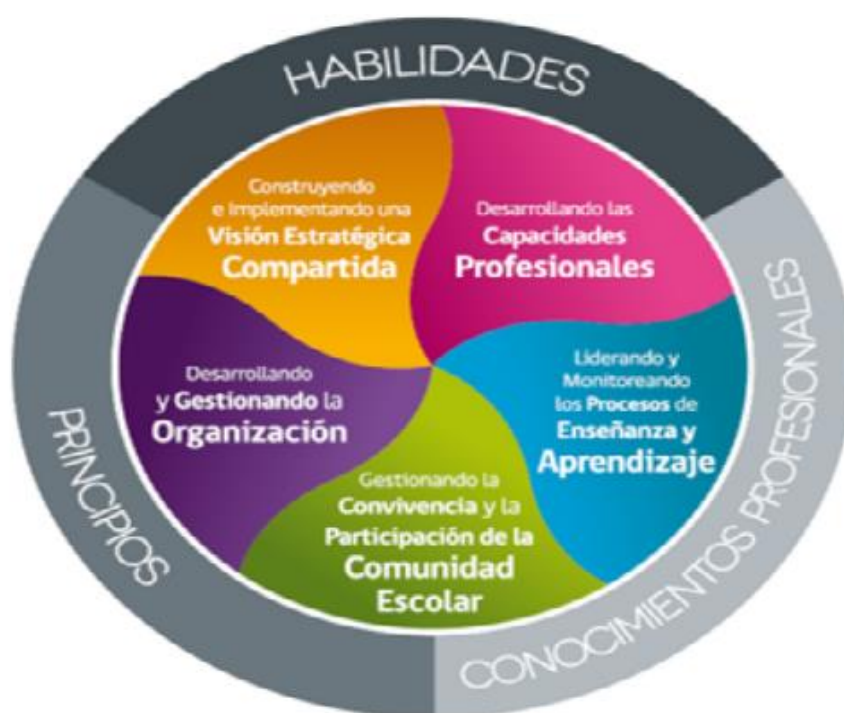 HABILIDADES
Construyendo
e Implementando una
Visión Estratégica
Compartida
Desarrollando las
Capacidades
Profesionales
Liderando y
Monitoreando
los Procesos de
Enseñanza y
Aprendizaje
Gestionando la
Convivencia y la
Participación de la
Comunidad
Escolar
Desarrollando
y Gestionando la
Organización
PRINCIPIOS
CONOCIMIENTOS PROFESIONALES